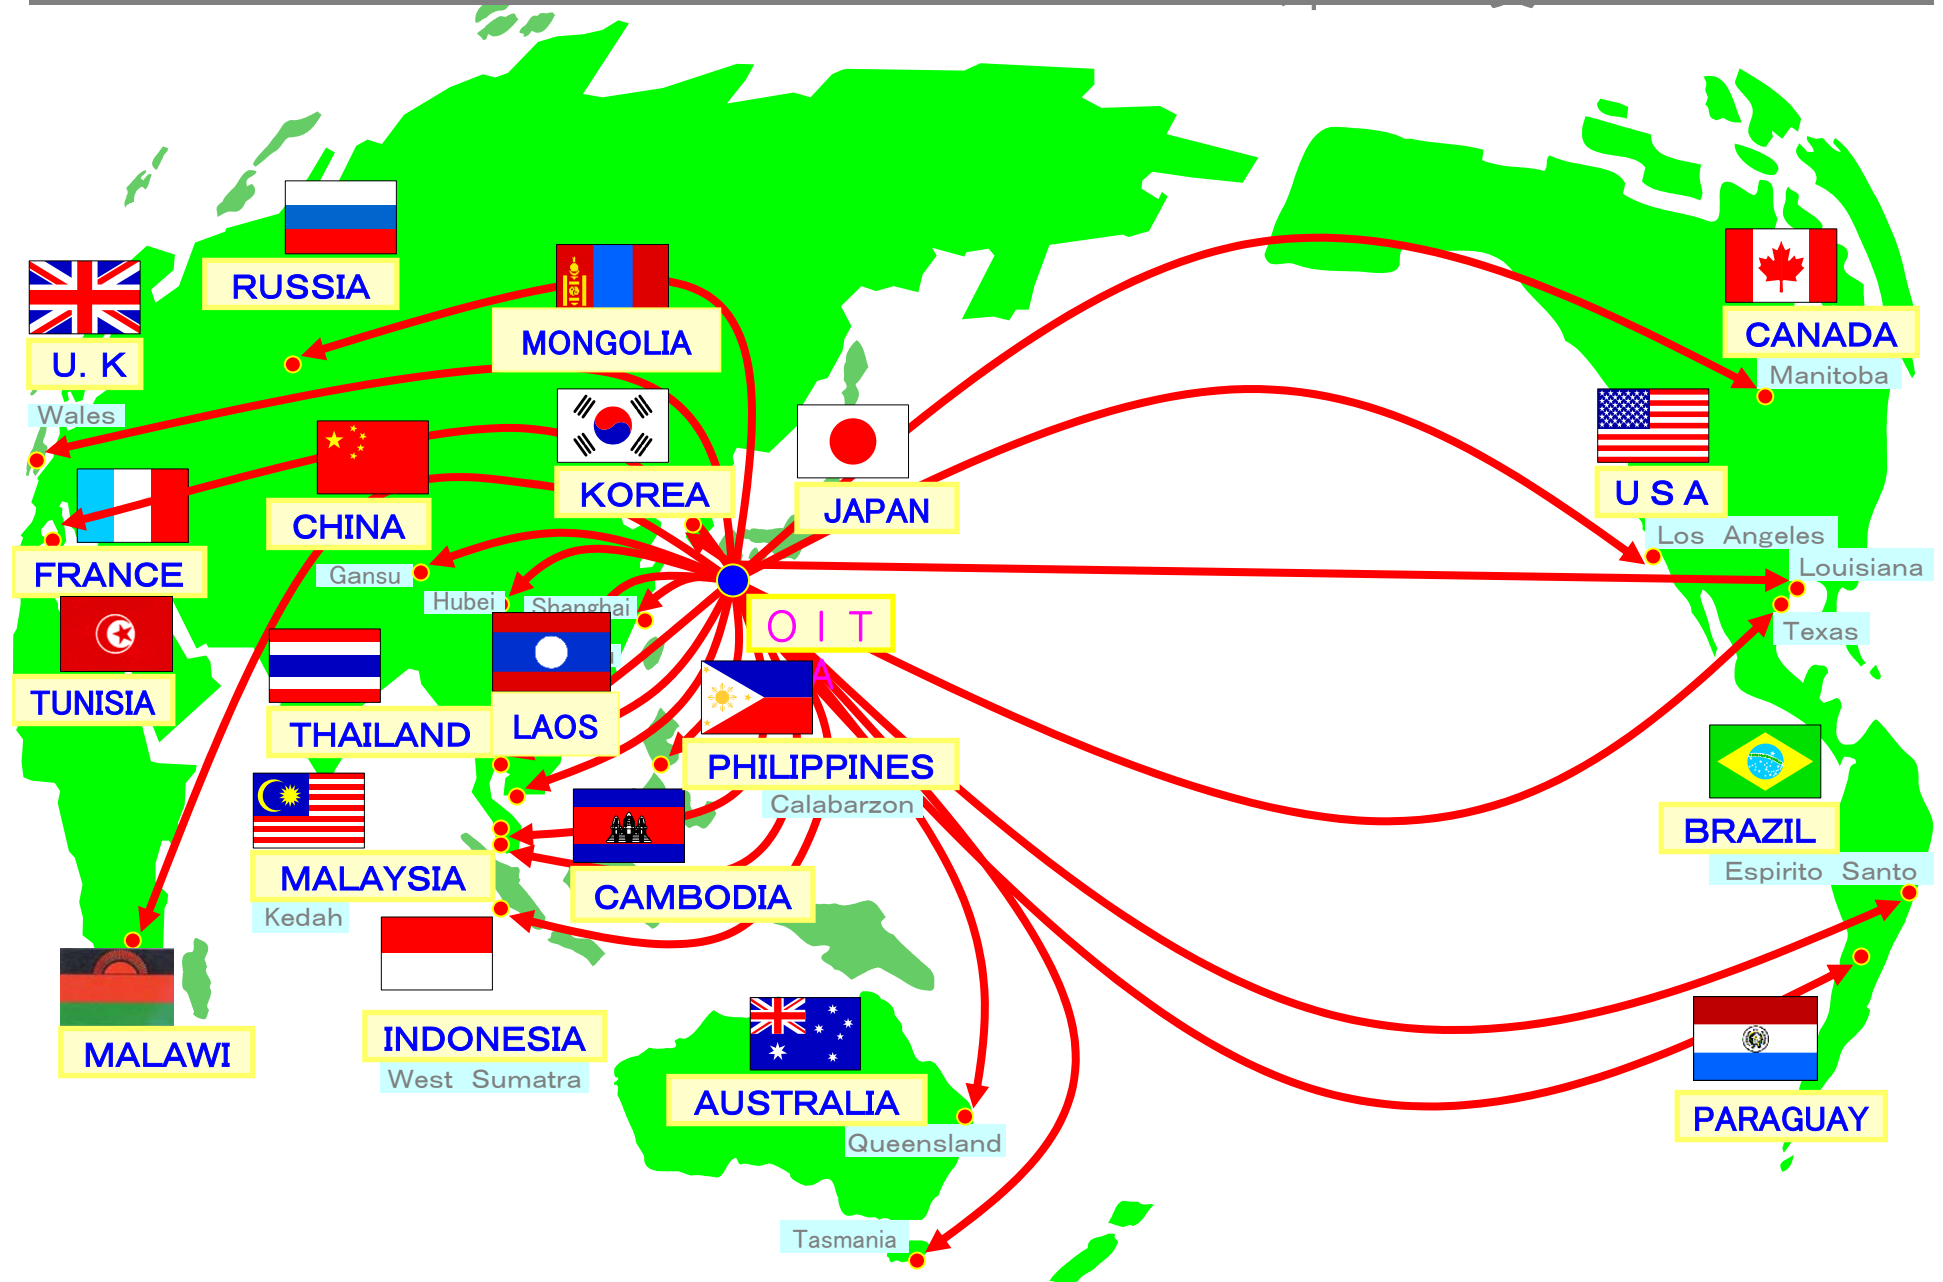 RUSSIA
U. K
Wales
MONGOLIA
CANADA
Manitoba
CHINA
KOREA
JAPAN
U S A
Los Angeles
Louisiana
Texas
FRANCE
Gansu
Hubei
Shanghai
O I T
A
TUNISIA
THAILAND
LAOS
PHILIPPINES
Calabarzon
BRAZIL
Espirito Santo
MALAYSIA
Kedah
CAMBODIA
INDONESIA
West Sumatra
MALAWI
AUSTRALIA
Queensland
PARAGUAY
Tasmania